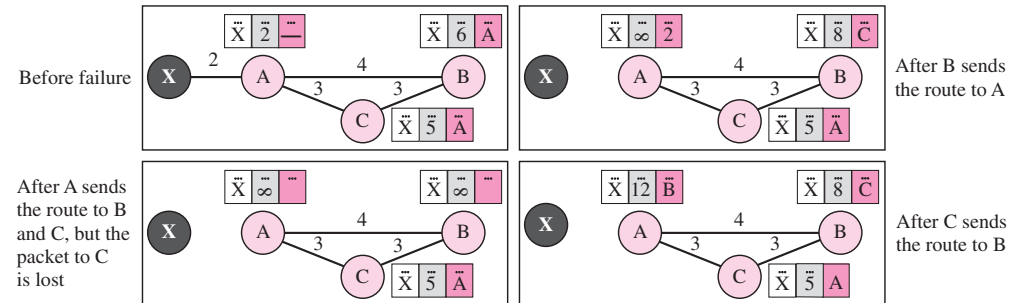 Before failure
X 2 —
X 6 A
X 2 A 4 B
3 3
C
X 5 A
X ∞ 2
X 8 C
X A 4 B
3 3
C
X 5 A
After B sends
the route to A
After A sends
the route to B
and C, but the
packet to C
is lost
X ∞
X ∞
X A 4 B
3 3
C
X 5 A
X 12 B
X 8 C
X A 4 B
3 3
C
X 5 A
After C sends
the route to B